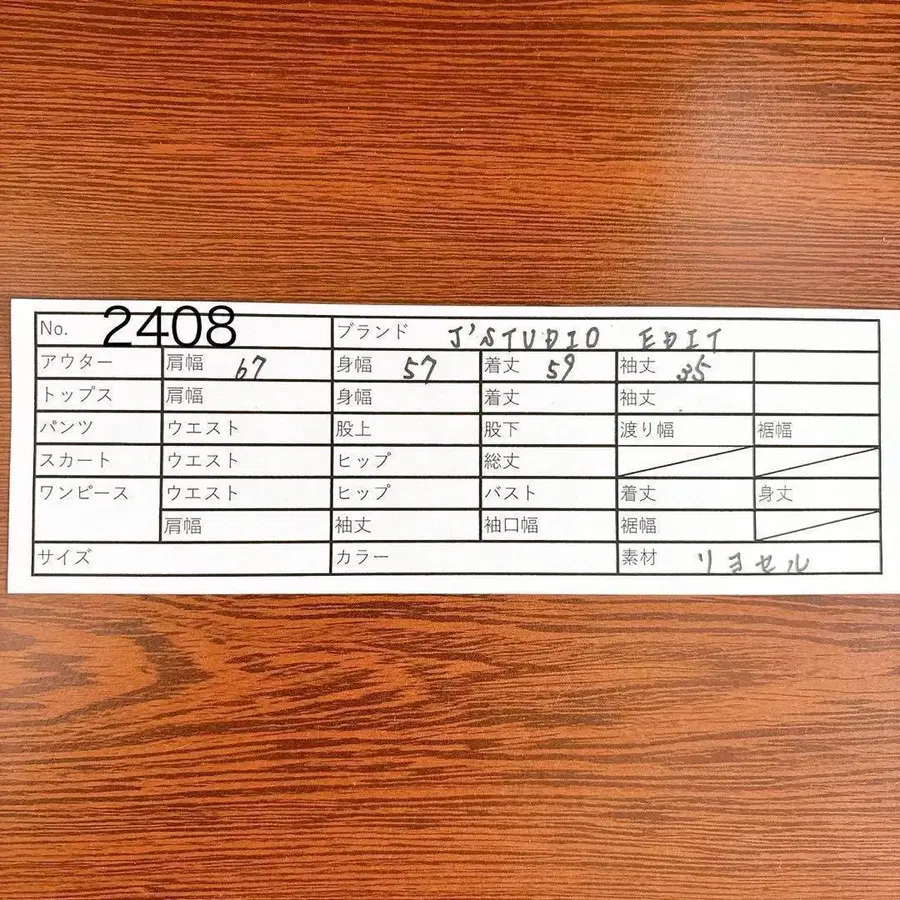 No. 2408 ブランド J'STUDIO EDIT
アウター 肩幅 67 身幅 57 着丈 59 袖丈 35
トップス 肩幅 身幅 着丈 袖丈
パンツ ウエスト 股上 股下 渡り幅 裾幅
スカート ウエスト ヒップ 総丈
ワンピース ウエスト ヒップ バスト 着丈 身丈
肩幅 袖丈 袖口幅 裾幅
サイズ カラー 素材 リヨセル